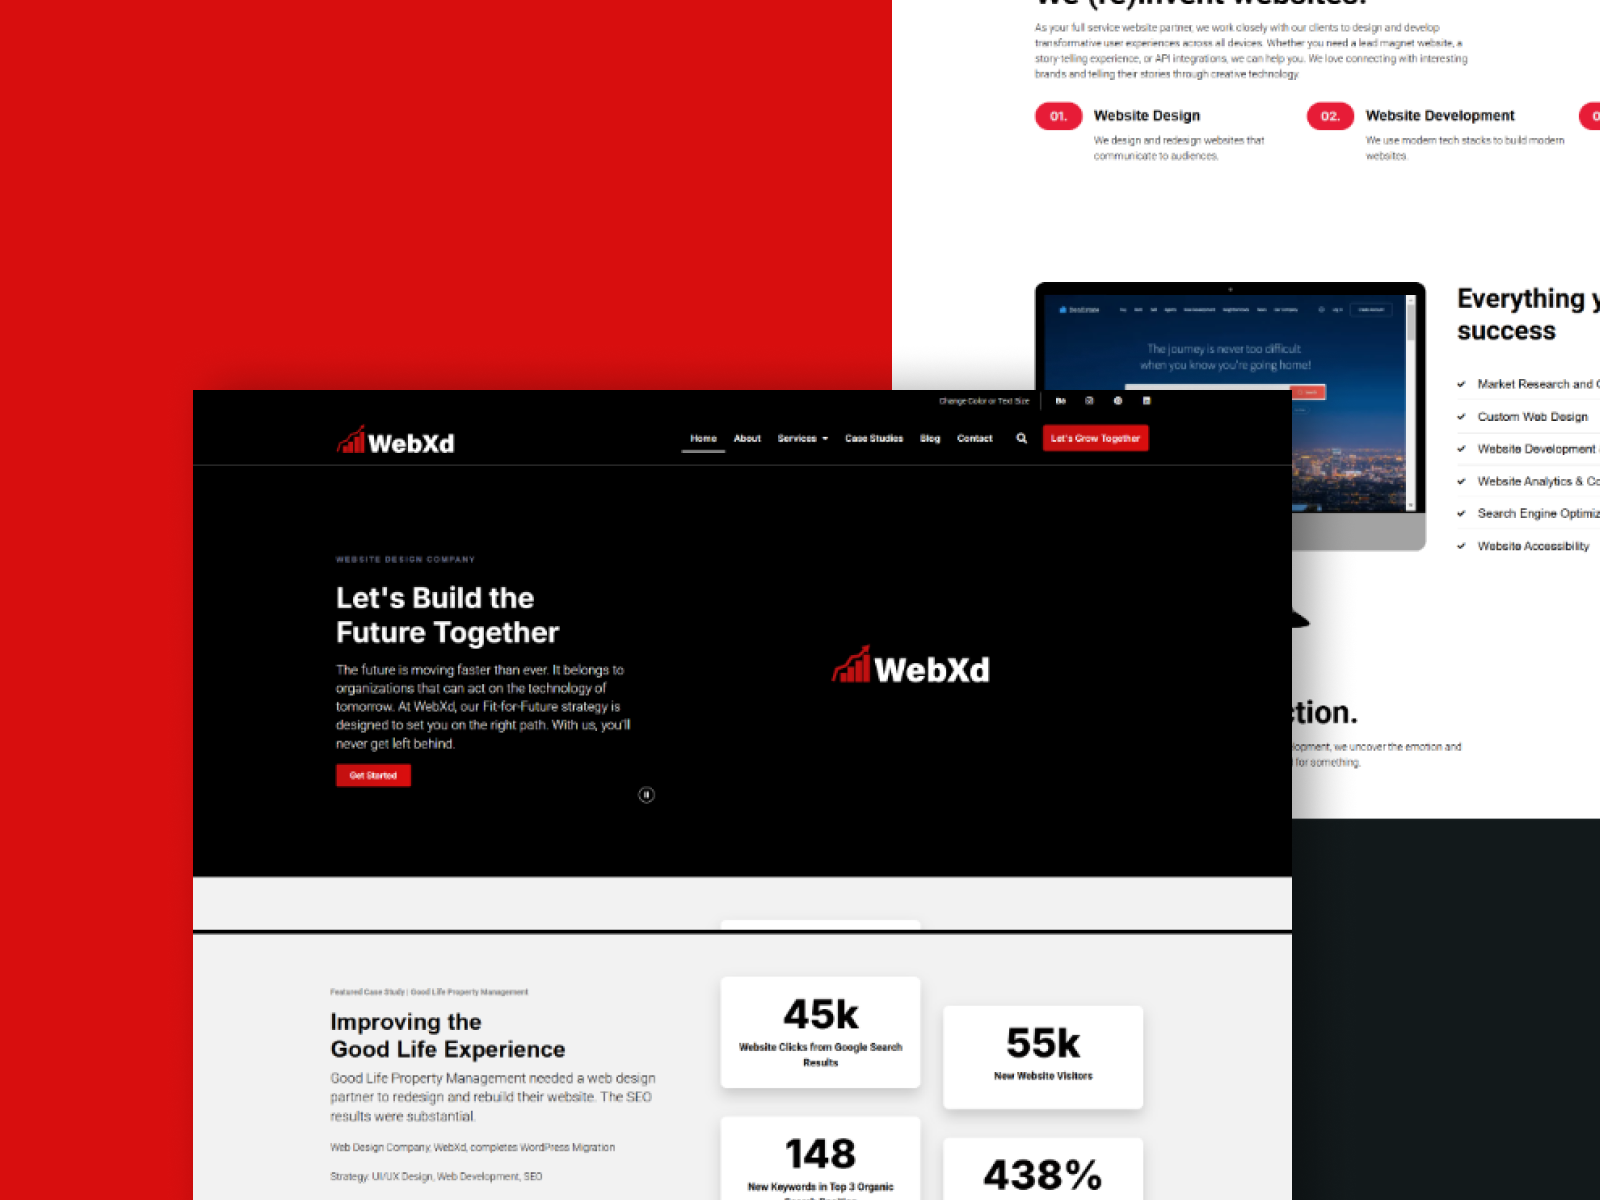 We (re)invent websites.
As your full service website partner, we work closely with our clients to design and develop
transformative user experiences across all devices. Whether you need a lead magnet website, a
story-telling experience, or API integrations, we can help you. We love connecting with interesting
brands and telling their stories through creative technology.
01.
Website Design
We design and redesign websites that
communicate to audiences.
02.
Website Development
We use modern tech stacks to build modern
websites.
The journey is never too difficult
when you know you're going home!
Everything y
success
Market Research and C
Custom Web Design
Website Development
Website Analytics & Co
Search Engine Optimiz
Website Accessibility
Change Color or Text Size
WebXd
Home
About
Services
Case Studies
Blog
Contact
Let's Grow Together
WEBSITE DESIGN COMPANY
Let's Build the
Future Together
The future is moving faster than ever. It belongs to
organizations that can act on the technology of
tomorrow. At WebXd, our Fit-for-Future strategy is
designed to set you on the right path. With us, you'll
never get left behind.
Get Started
WebXd
ction.
lopment, we uncover the emotion and
for something.
Featured Case Study | Good Life Property Management
Improving the
Good Life Experience
Good Life Property Management needed a web design
partner to redesign and rebuild their website. The SEO
results were substantial.
Web Design Company, WebXd, completes WordPress Migration
Strategy: UI/UX Design, Web Development, SEO
45k
Website Clicks from Google Search
Results
55k
New Website Visitors
148
New Keywords in Top 3 Organic
438%